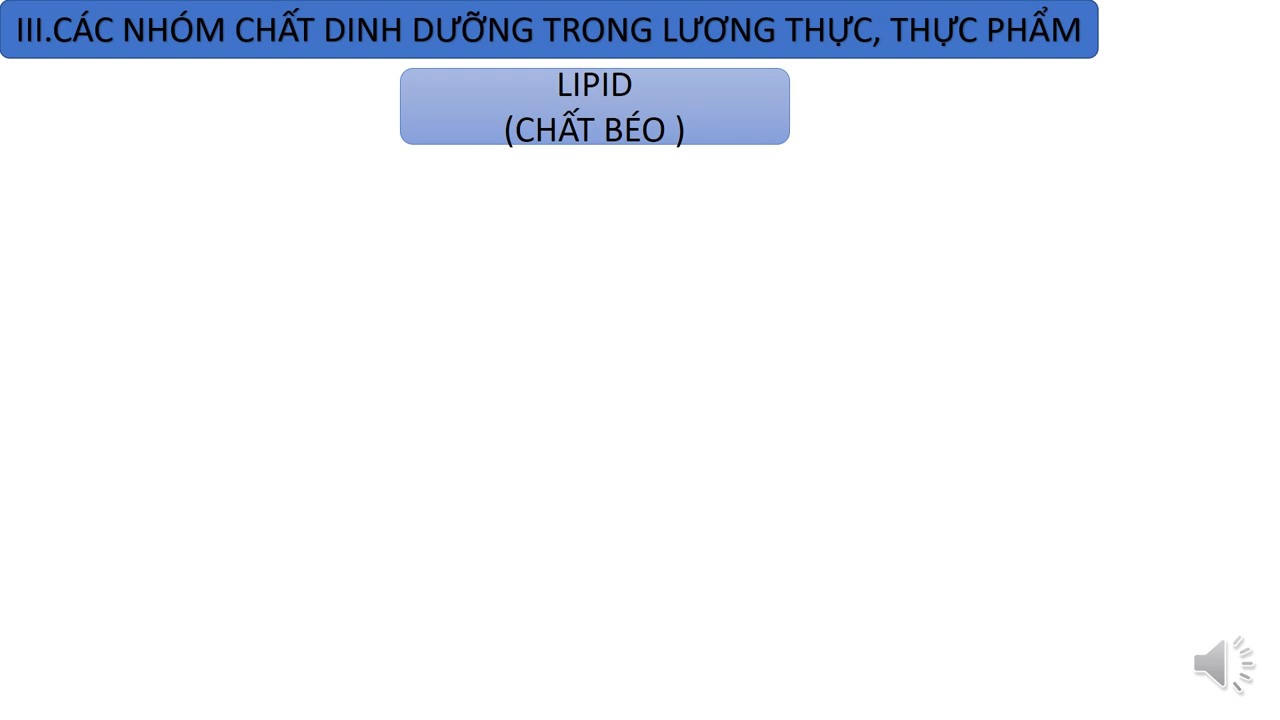 III.CÁC NHÓM CHẤT DINH DƯỠNG TRONG LƯƠNG THỰC, THỰC PHẨM
LIPID
(CHẤT BÉO )